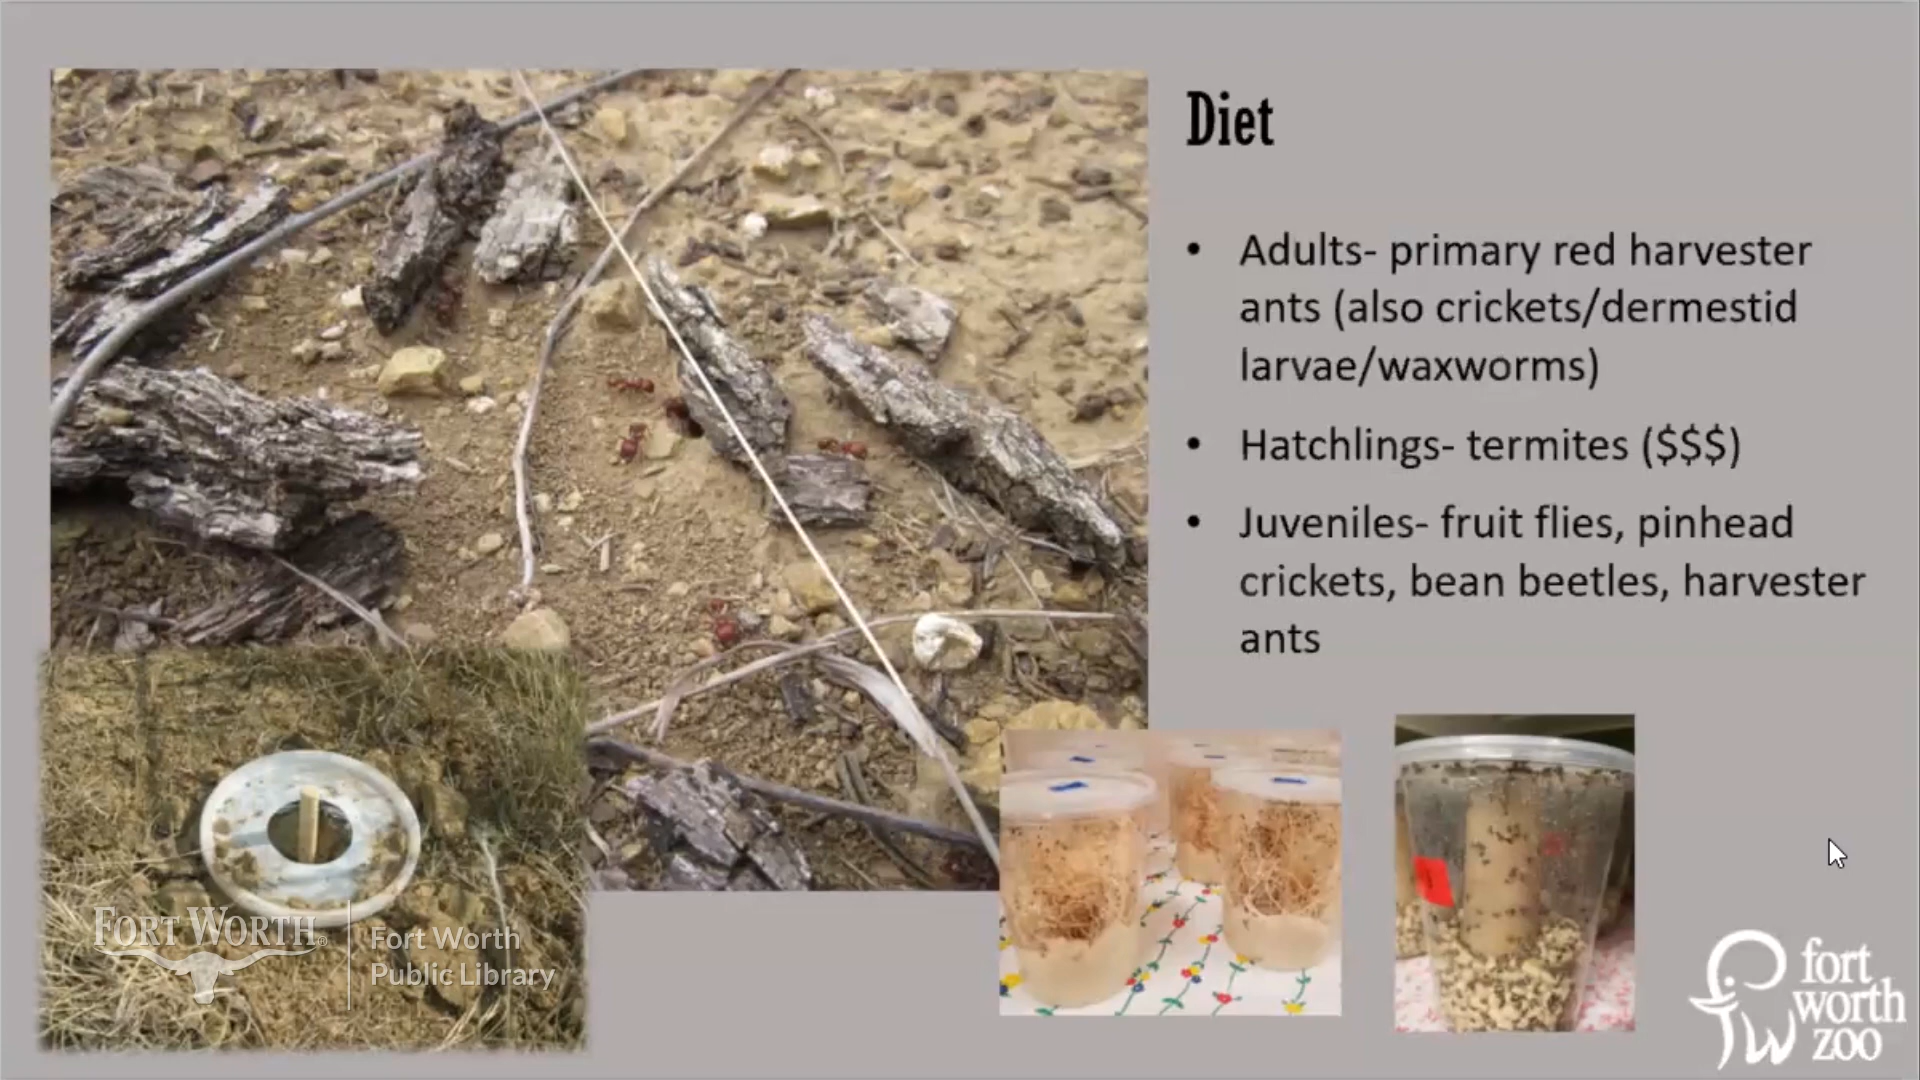 Diet
• Adults- primary red harvester
ants (also crickets/dermestid
larvae/waxworms)
• Hatchlings- termites ($$$)
• Juveniles- fruit flies, pinhead
crickets, bean beetles, harvester
ants
FORT WORTH®
Fort Worth
Public Library
fort
worth
zoo